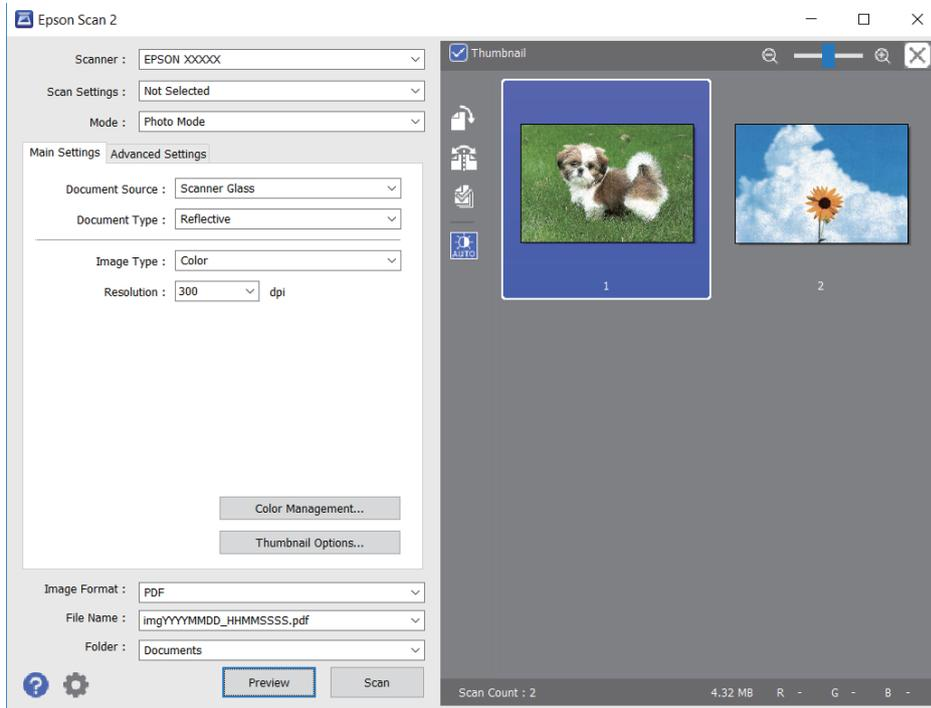 Epson Scan 2
Scanner : EPSON XXXXX
Scan Settings : Not Selected
Mode : Photo Mode
Main Settings Advanced Settings
Document Source : Scanner Glass
Document Type : Reflective
Image Type : Color
Resolution : 300 dpi
Color Management...
Thumbnail Options...
Image Format : PDF
File Name : imgYYYYMMDD_HHMMSSSS.pdf
Folder : Documents
? Preview Scan
Thumbnail
AUTO
1 2
Scan Count : 2 4.32 MB R - G - B -